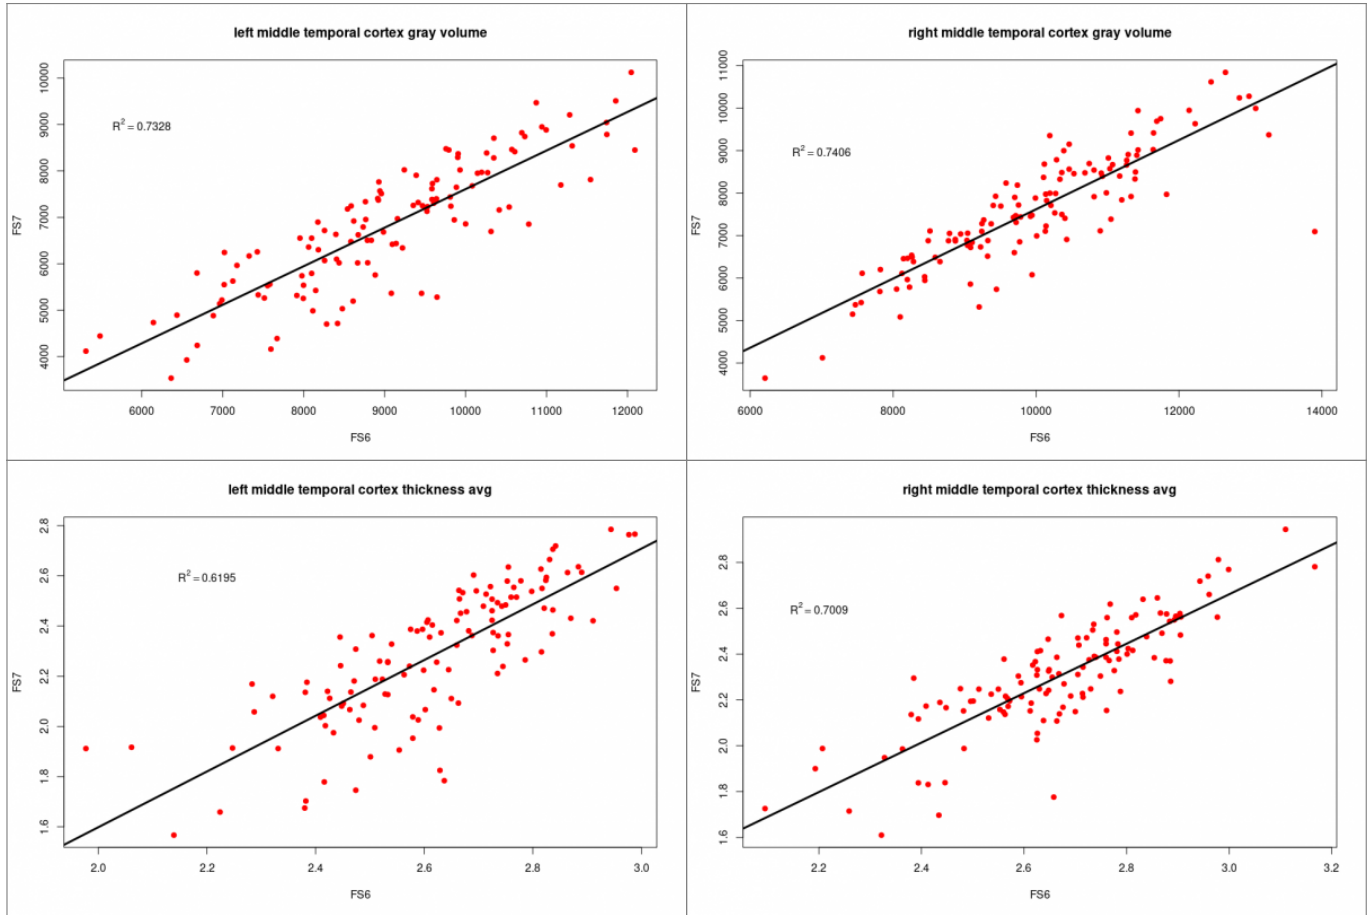 left middle temporal cortex gray volume
R² = 0.7328
FS7
10000
9000
8000
7000
6000
5000
4000
6000 7000 8000 9000 10000 11000 12000
FS6
right middle temporal cortex gray volume
R² = 0.7406
FS7
11000
10000
9000
8000
7000
6000
5000
4000
6000 8000 10000 12000 14000
FS6
left middle temporal cortex thickness avg
R² = 0.6195
FS7
2.8
2.6
2.4
2.2
2.0
1.8
1.6
2.0 2.2 2.4 2.6 2.8 3.0
FS6
right middle temporal cortex thickness avg
R² = 0.7009
FS7
2.8
2.6
2.4
2.2
2.0
1.8
1.6
2.2 2.4 2.6 2.8 3.0 3.2
FS6